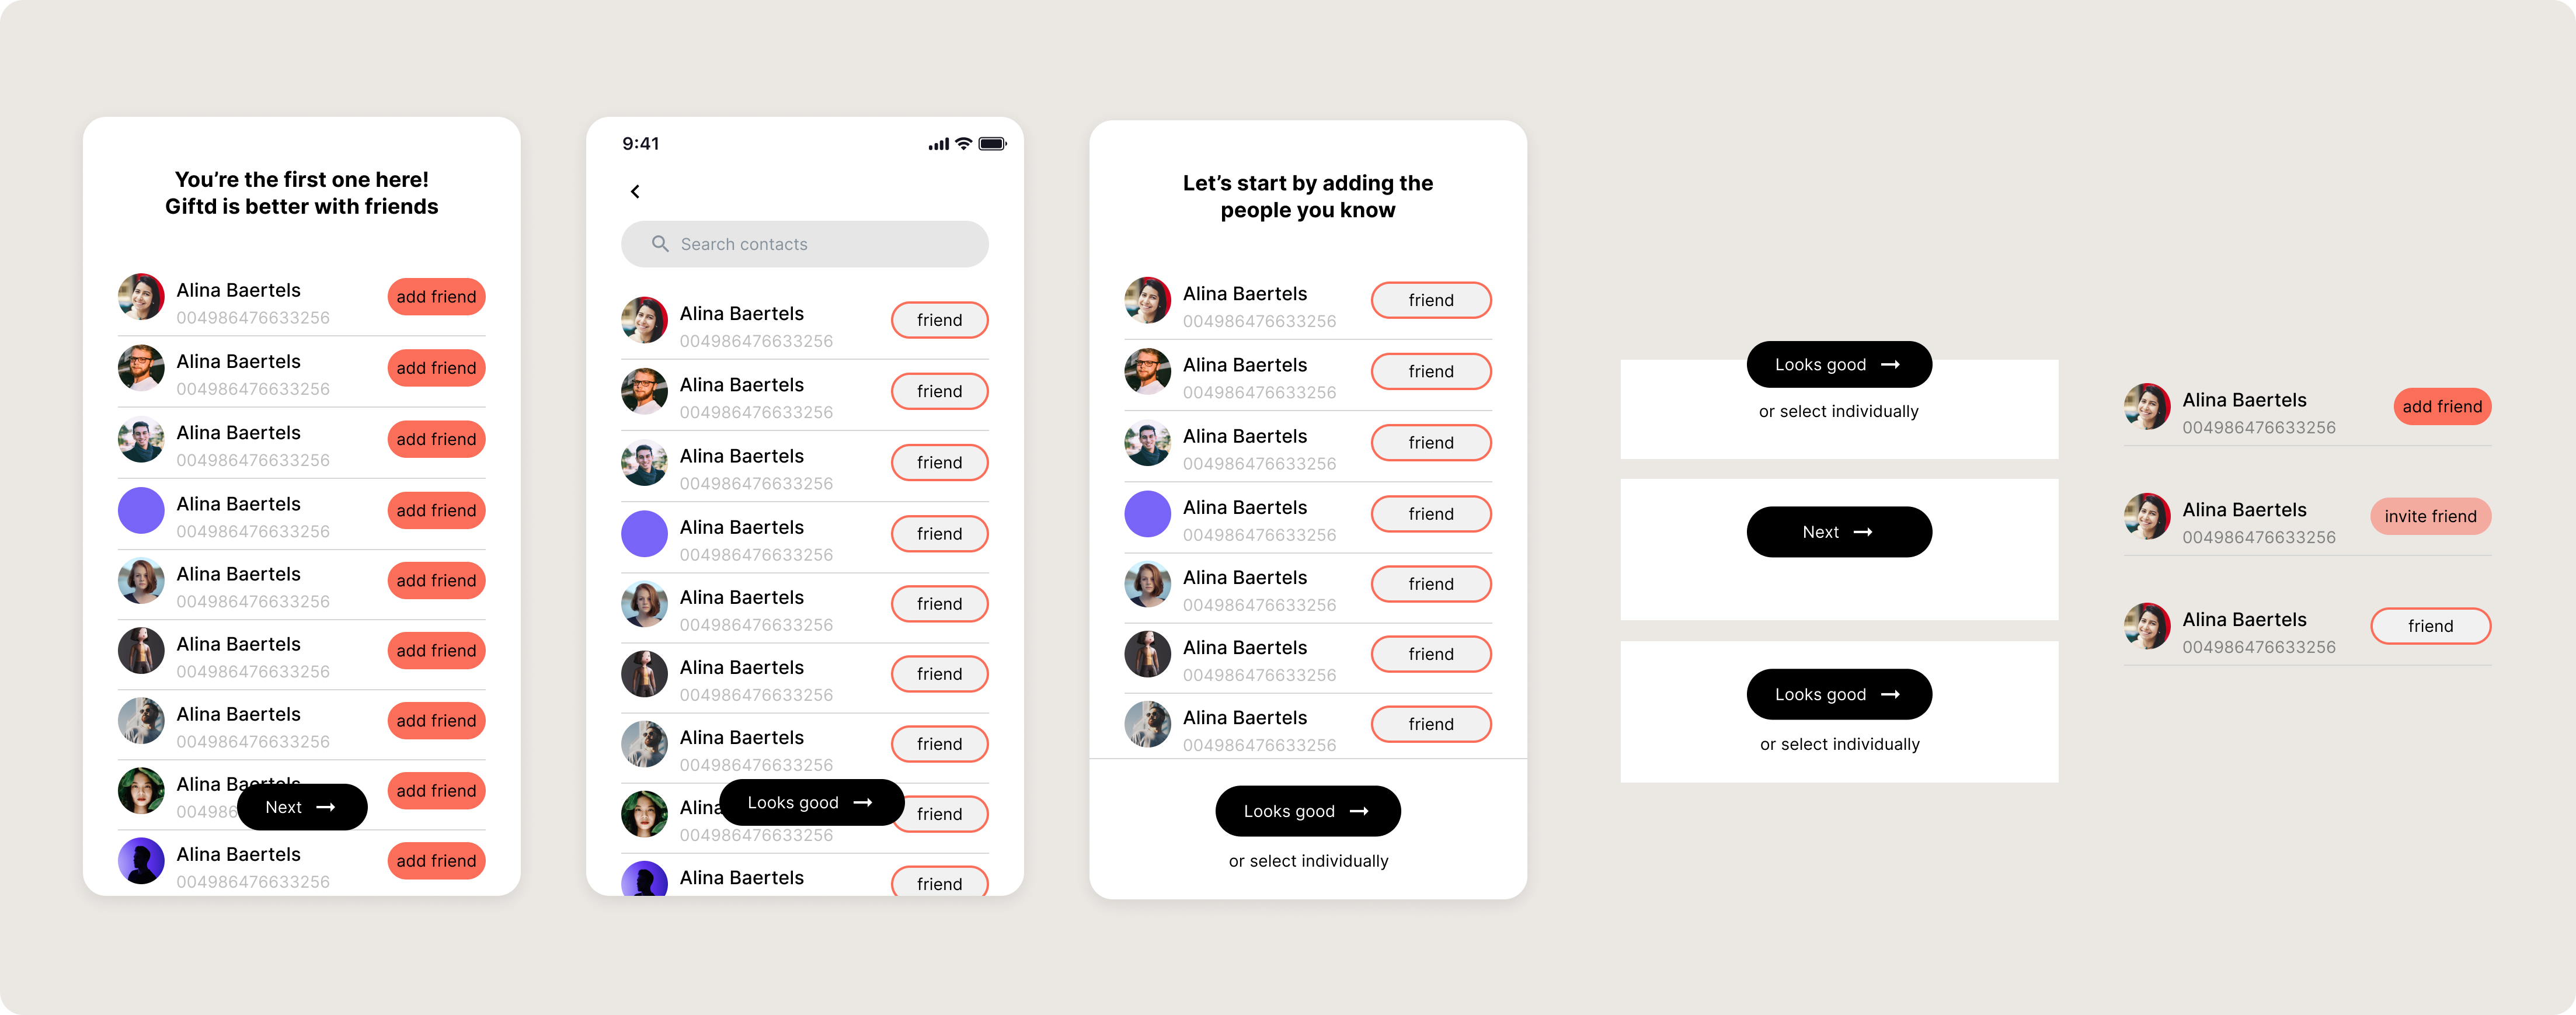 You're the first one here!
Giftd is better with friends
Alina Baertels
004986476633256
add friend
Alina Baertels
004986476633256
add friend
Alina Baertels
004986476633256
add friend
Alina Baertels
004986476633256
add friend
Alina Baertels
004986476633256
add friend
Alina Baertels
004986476633256
add friend
Alina Baertels
004986476633256
add friend
Alina Baertels
00498
add friend
Next
Alina Baertels
004986476633256
add friend
9:41
Search contacts
Alina Baertels
004986476633256
friend
Alina Baertels
004986476633256
friend
Alina Baertels
004986476633256
friend
Alina Baertels
004986476633256
friend
Alina Baertels
004986476633256
friend
Alina Baertels
004986476633256
friend
Alina Baertels
004986476633256
friend
Alina
004986476633256
friend
Looks good
Alina Baertels
friend
Let's start by adding the
people you know
Alina Baertels
004986476633256
friend
Alina Baertels
004986476633256
friend
Alina Baertels
004986476633256
friend
Alina Baertels
004986476633256
friend
Alina Baertels
004986476633256
friend
Alina Baertels
004986476633256
friend
Alina Baertels
004986476633256
friend
Looks good
or select individually
Looks good
or select individually
Next
Looks good
or select individually
Alina Baertels
004986476633256
add friend
Alina Baertels
004986476633256
invite friend
Alina Baertels
004986476633256
friend